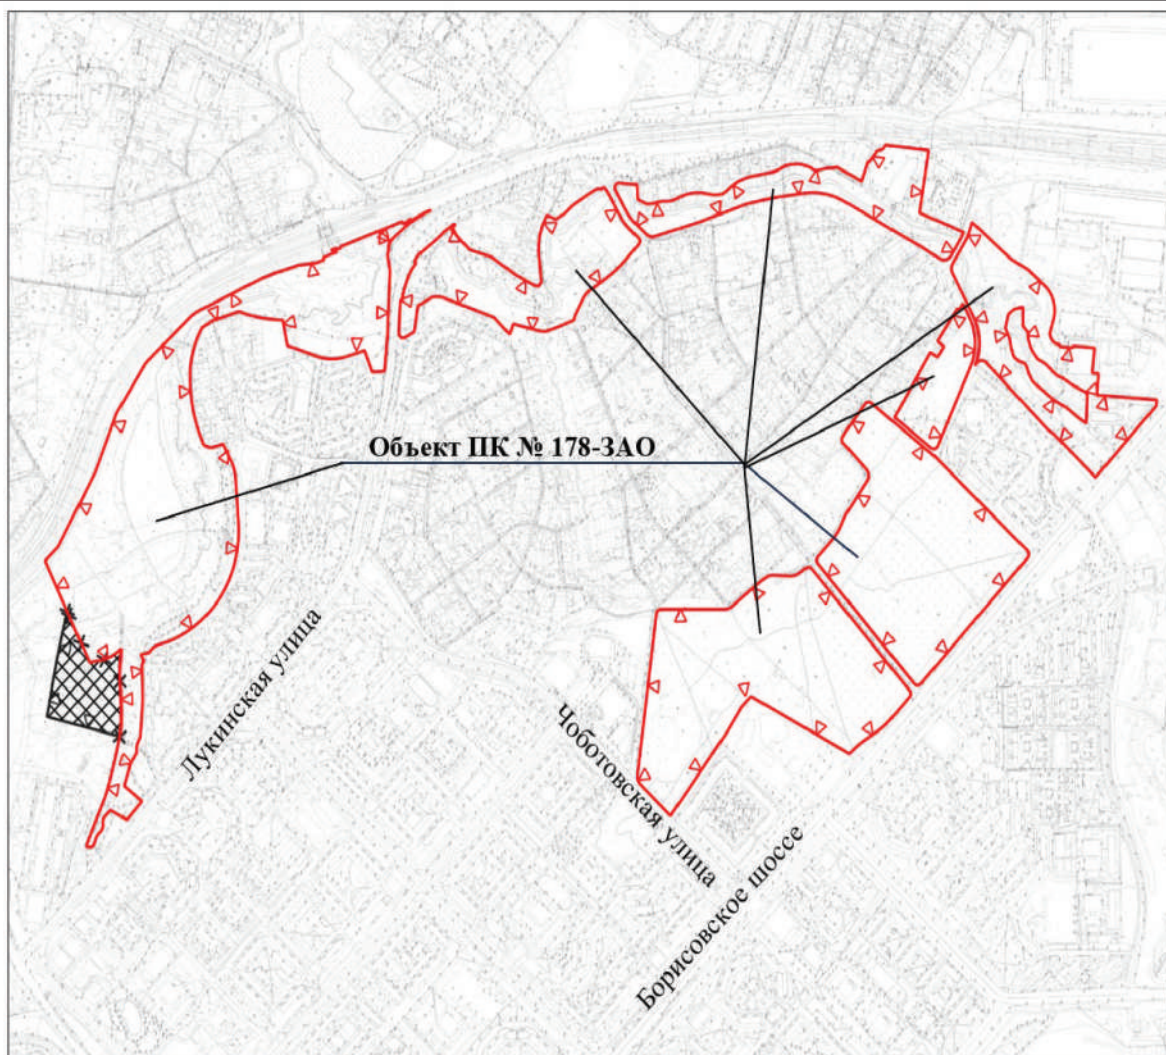 Объект ПК № 178-ЗАО
Лукинская улица
Чоботовская улица
Борисовское шоссе